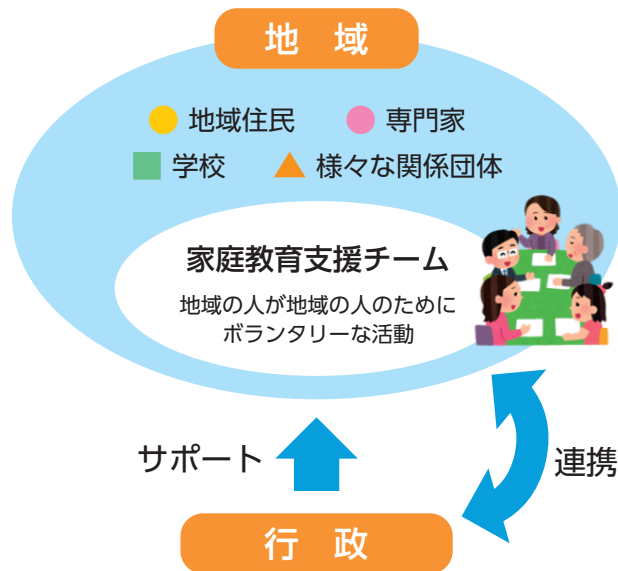 地 域
地域住民 専門家
学校 様々な関係団体
家庭教育支援チーム
地域の人が地域の人のために
ボランタリーな活動
サポート
連携
行 政